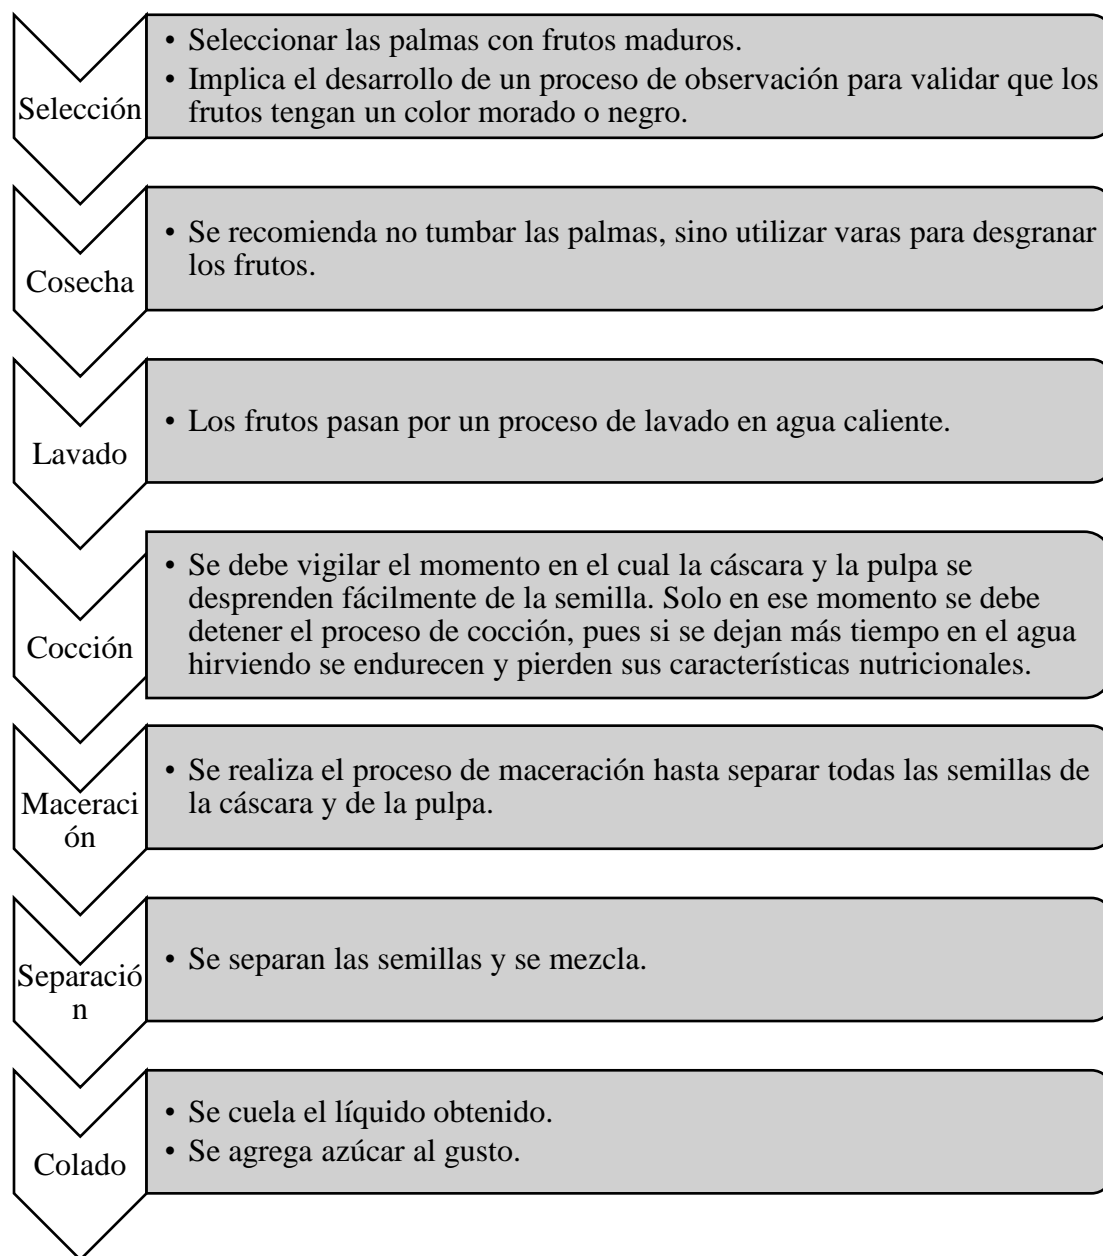 Selección
• Seleccionar las palmas con frutos maduros.
• Implica el desarrollo de un proceso de observación para validar que los
frutos tengan un color morado o negro.
Cosecha
• Se recomienda no tumbar las palmas, sino utilizar varas para desgranar
los frutos.
Lavado
• Los frutos pasan por un proceso de lavado en agua caliente.
Cocción
• Se debe vigilar el momento en el cual la cáscara y la pulpa se
desprenden fácilmente de la semilla. Solo en ese momento se debe
detener el proceso de cocción, pues si se dejan más tiempo en el agua
hirviendo se endurecen y pierden sus características nutricionales.
Maceraci
ón
• Se realiza el proceso de maceración hasta separar todas las semillas de
la cáscara y de la pulpa.
Separació
n
• Se separan las semillas y se mezcla.
Colado
• Se cuela el líquido obtenido.
• Se agrega azúcar al gusto.